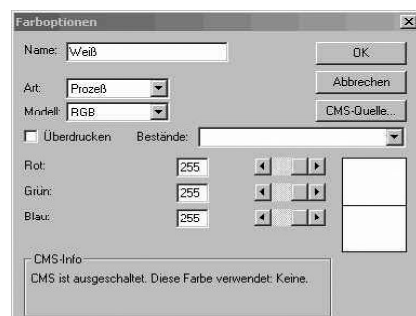 Farboptionen
Name: Weiß OK
Art: Prozeß Abbrechen
Modell: RGB CMS-Quelle...
Überdrucken Bestände:
Rot: 255
Grün: 255
Blau: 255
CMS-Info
CMS ist ausgeschaltet. Diese Farbe verwendet: Keine.